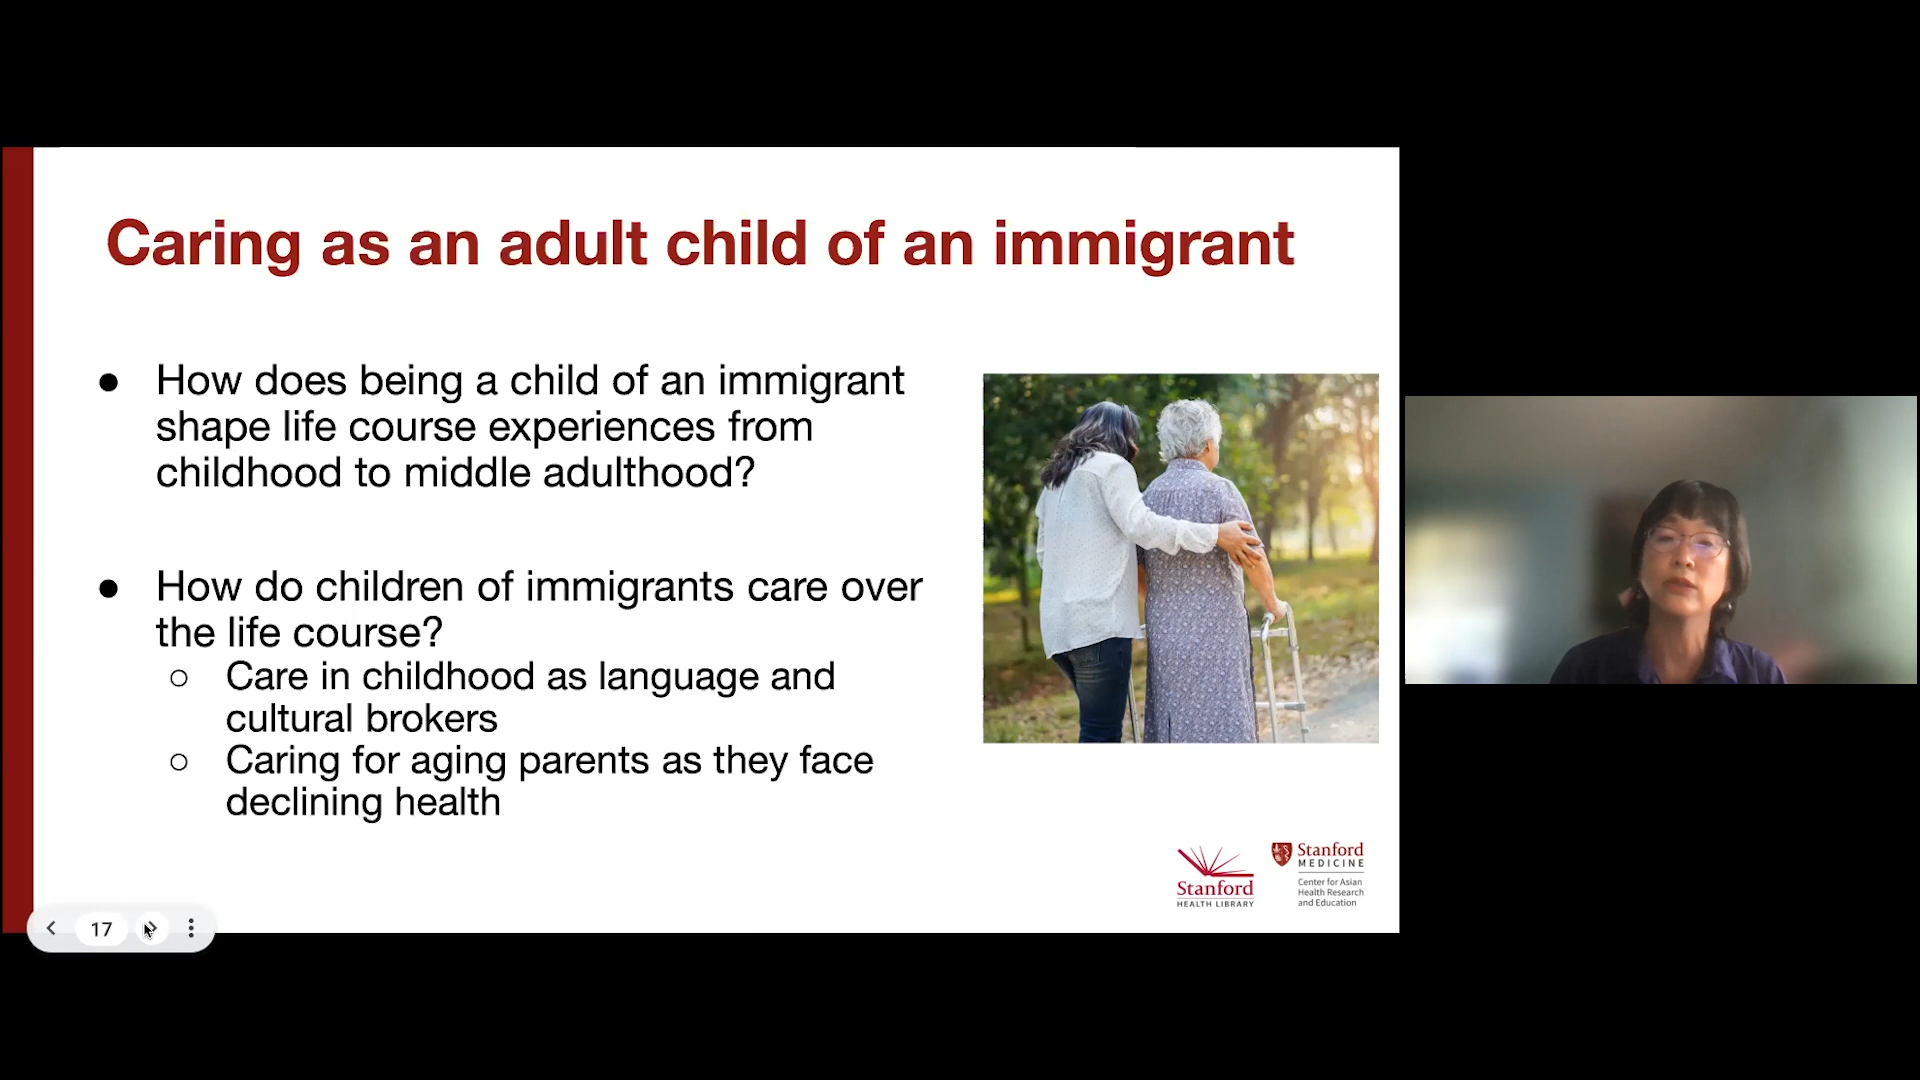 Caring as an adult child of an immigrant
● How does being a child of an immigrant
shape life course experiences from
childhood to middle adulthood?
● How do children of immigrants care over
the life course?
○ Care in childhood as language and
cultural brokers
○ Caring for aging parents as they face
declining health
Stanford
HEALTH LIBRARY
Stanford
MEDICINE
Center for Asian
Health Research
and Education
17